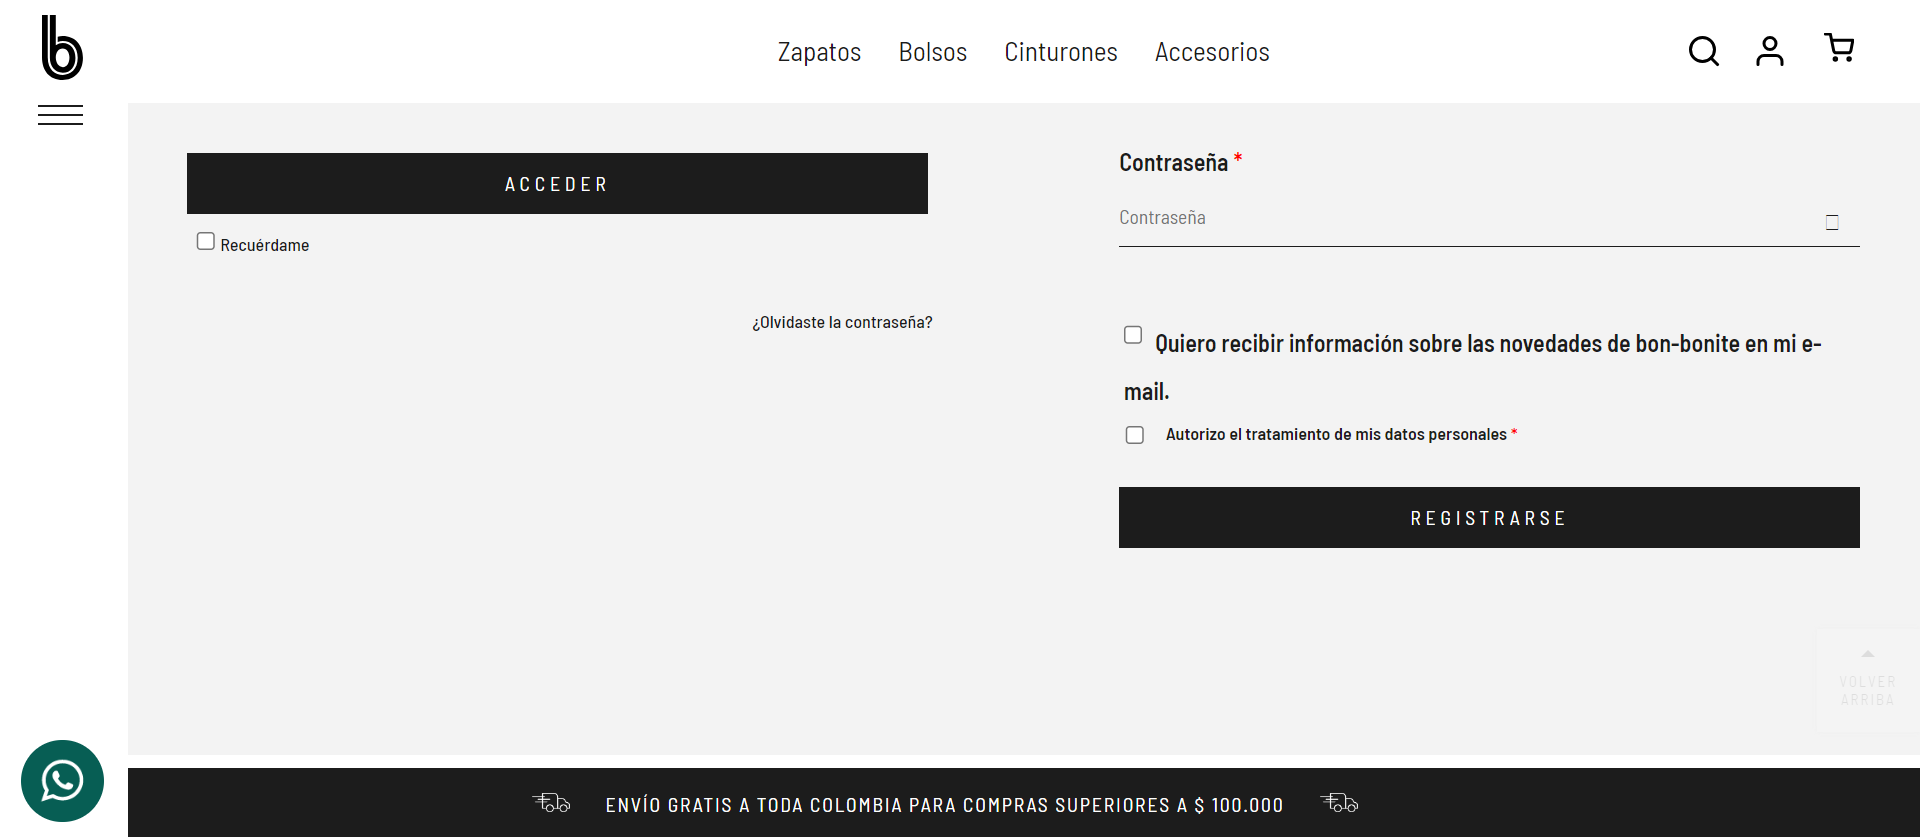 b
Zapatos Bolsos Cinturones Accesorios
ACCEDER
Recuérdame
¿Olvidaste la contraseña?
Contraseña *
Contraseña
Quiero recibir información sobre las novedades de bon-bonite en mi e-
mail.
Autorizo el tratamiento de mis datos personales *
REGISTRARSE
VOLVER
ARRIBA
ENVÍO GRATIS A TODA COLOMBIA PARA COMPRAS SUPERIORES A $ 100.000